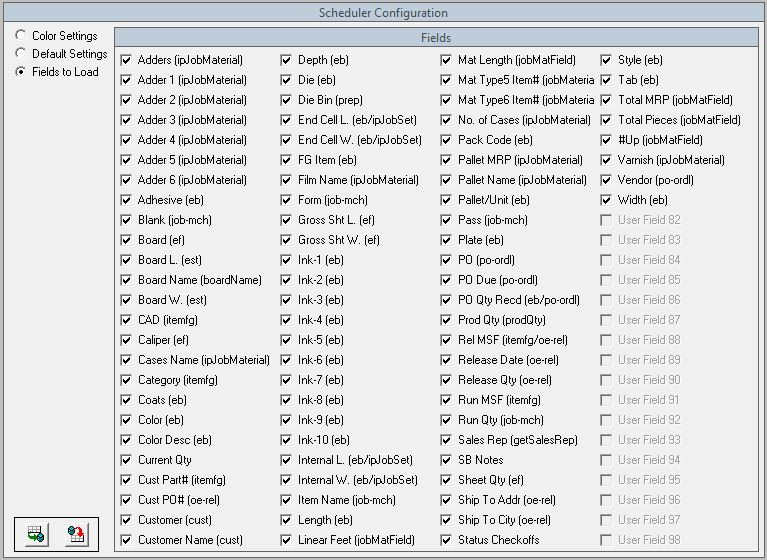 Scheduler Configuration
Color Settings
Default Settings
Fields to Load
Fields
Adders (ipJobMaterial)
Adder 1 (ipJobMaterial)
Adder 2 (ipJobMaterial)
Adder 3 (ipJobMaterial)
Adder 4 (ipJobMaterial)
Adder 5 (ipJobMaterial)
Adder 6 (ipJobMaterial)
Adhesive (eb)
Blank (job-mch)
Board (ef)
Board L. (est)
Board Name (boardName)
Board W. (est)
CAD (itemfg)
Caliper (ef)
Cases Name (ipJobMaterial)
Category (itemfg)
Coats (eb)
Color (eb)
Color Desc (eb)
Current Qty
Cust Part# (itemfg)
Cust PO# (oe-rel)
Customer (cust)
Customer Name (cust)
Depth (eb)
Die (eb)
Die Bin (prep)
End Cell L. (eb/ipJobSet)
End Cell W. (eb/ipJobSet)
FG Item (eb)
Film Name (ipJobMaterial)
Form (job-mch)
Gross Sht L. (ef)
Gross Sht W. (ef)
Ink-1 (eb)
Ink-2 (eb)
Ink-3 (eb)
Ink-4 (eb)
Ink-5 (eb)
Ink-6 (eb)
Ink-7 (eb)
Ink-8 (eb)
Ink-9 (eb)
Ink-10 (eb)
Internal L. (eb/ipJobSet)
Internal W. (eb/ipJobSet)
Item Name (job-mch)
Length (eb)
Linear Feet (jobMatField)
Mat Length (jobMatField)
Mat Type5 Item# (jobMateria
Mat Type6 Item# (jobMateria
No. of Cases (ipJobMaterial)
Pack Code (eb)
Pallet MRP (ipJobMaterial)
Pallet Name (ipJobMaterial)
Pallet/Unit (eb)
Pass (job-mch)
Plate (eb)
PO (po-ordl)
PO Due (po-ordl)
PO Qty Recd (eb/po-ordl)
Prod Qty (prodQty)
Rel MSF (itemfg/oe-rel)
Release Date (oe-rel)
Release Qty (oe-rel)
Run MSF (itemfg)
Run Qty (job-mch)
Sales Rep (getSalesRep)
SB Notes
Sheet Qty (ef)
Ship To Addr (oe-rel)
Ship To City (oe-rel)
Status Checkoffs
Style (eb)
Tab (eb)
Total MRP (jobMatField)
Total Pieces (jobMatField)
#Up (jobMatField)
Varnish (ipJobMaterial)
Vendor (po-ordl)
Width (eb)
User Field 82
User Field 83
User Field 84
User Field 85
User Field 86
User Field 87
User Field 88
User Field 89
User Field 90
User Field 91
User Field 92
User Field 93
User Field 94
User Field 95
User Field 96
User Field 97
User Field 98